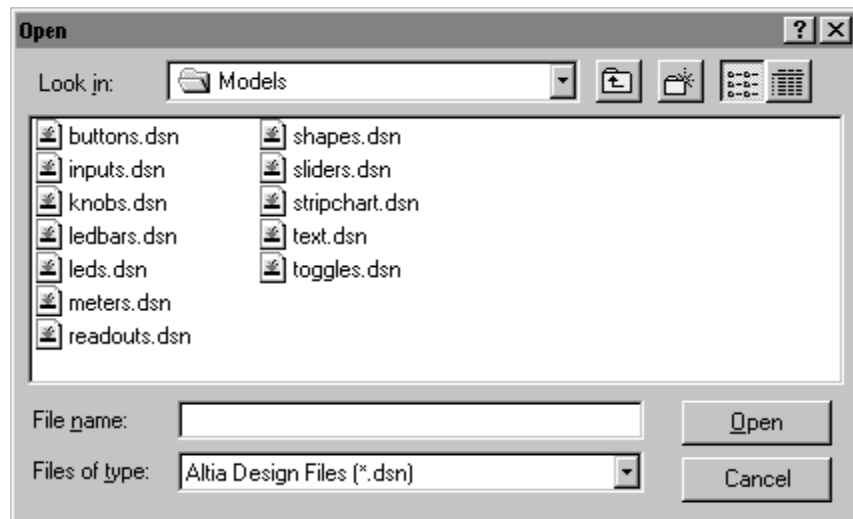 Open
Look in: Models
buttons.dsn
inputs.dsn
knobs.dsn
ledbars.dsn
leds.dsn
meters.dsn
readouts.dsn
shapes.dsn
sliders.dsn
stripchart.dsn
text.dsn
toggles.dsn
File name:
Open
Files of type: Altia Design Files (*.dsn)
Cancel